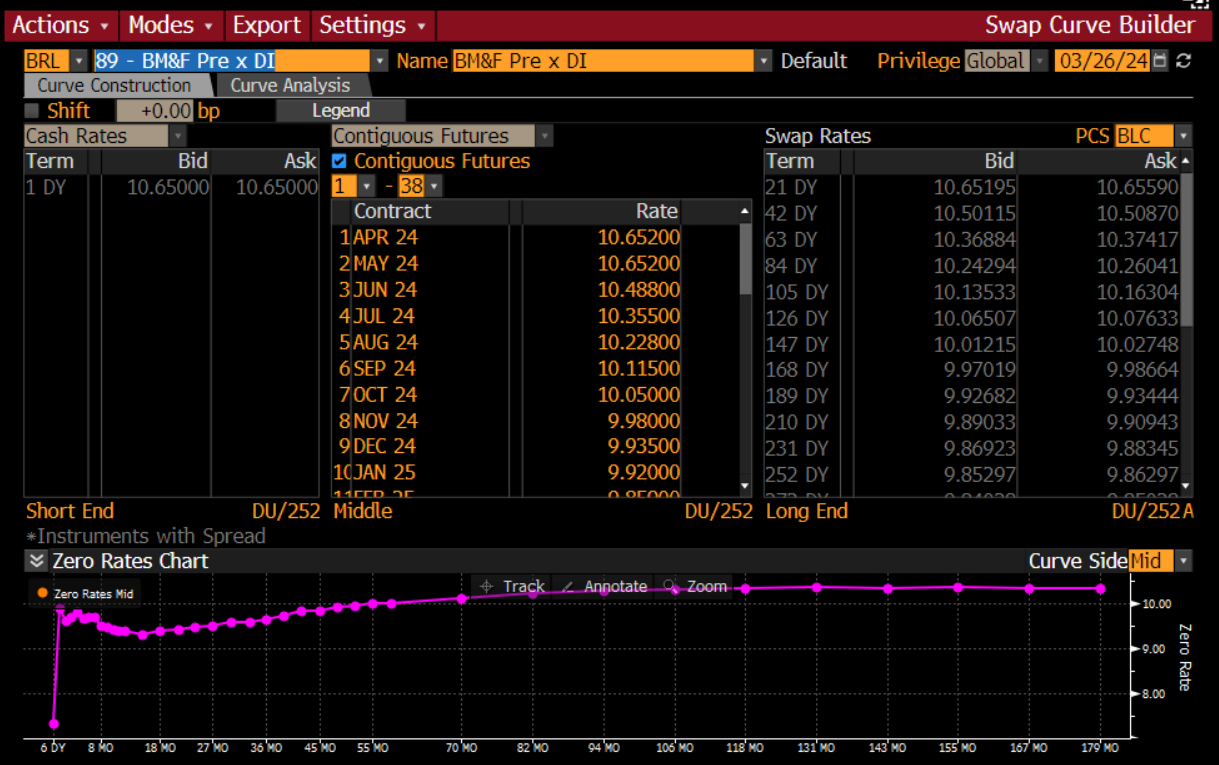 Actions Modes Export Settings Swap Curve Builder
BRL 89 - BM&F Pre x DI Name BM&F Pre x DI Default Privilege Global 03/26/24
Curve Construction Curve Analysis
Shift +0.00 bp Legend
Cash Rates Contiguous Futures Swap Rates PCS BLC
Term Bid Ask Contiguous Futures Term Bid Ask
1 DY 10.65000 10.65000 1 - 38 21 DY 10.65195 10.65590
Contract Rate 42 DY 10.50115 10.50870
1 APR 24 10.65200 63 DY 10.36884 10.37417
2 MAY 24 10.65200 84 DY 10.24294 10.26041
3 JUN 24 10.48800 105 DY 10.13533 10.16304
4 JUL 24 10.35500 126 DY 10.06507 10.07633
5 AUG 24 10.22800 147 DY 10.01215 10.02748
6 SEP 24 10.11500 168 DY 9.97019 9.98664
7 OCT 24 10.05000 189 DY 9.92682 9.93444
8 NOV 24 9.98000 210 DY 9.89033 9.90943
9 DEC 24 9.93500 231 DY 9.86923 9.88345
10 JAN 25 9.92000 252 DY 9.85297 9.86297
Short End DU/252 Middle DU/252 Long End DU/252 A
*Instruments with Spread
Zero Rates Chart Curve Side Mid
Track Annotate Zoom
Zero Rates Mid
10.00
9.00
8.00
Zero Rate
6 DY 8 MO 18 MO 27 MO 36 MO 45 MO 55 MO 70 MO 82 MO 94 MO 106 MO 118 MO 131 MO 143 MO 155 MO 167 MO 179 MO